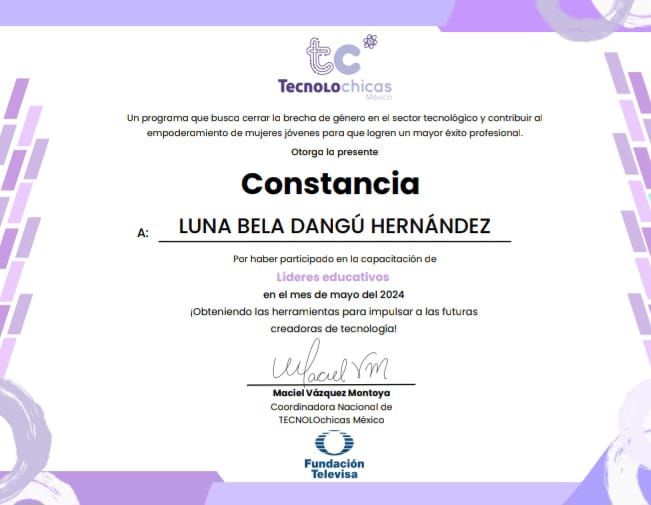 tc
TECNOLOchicas
México
Un programa que busca cerrar la brecha de género en el sector tecnológico y contribuir al
empoderamiento de mujeres jóvenes para que logren un mayor éxito profesional.
Otorga la presente
Constancia
A: LUNA BELA DANGÚ HERNÁNDEZ
Por haber participado en la capacitación de
Líderes educativos
en el mes de mayo del 2024
¡Obteniendo las herramientas para impulsar a las futuras
creadoras de tecnología!
Maciel VM
Maciel Vázquez Montoya
Coordinadora Nacional de
TECNOLOchicas México
Fundación
Televisa